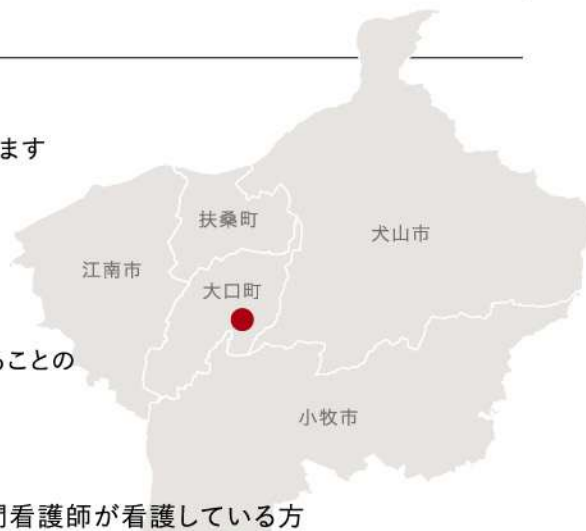 ます
扶桑町
犬山市
江南市
大口町
ることの
小牧市
看護師が看護している方